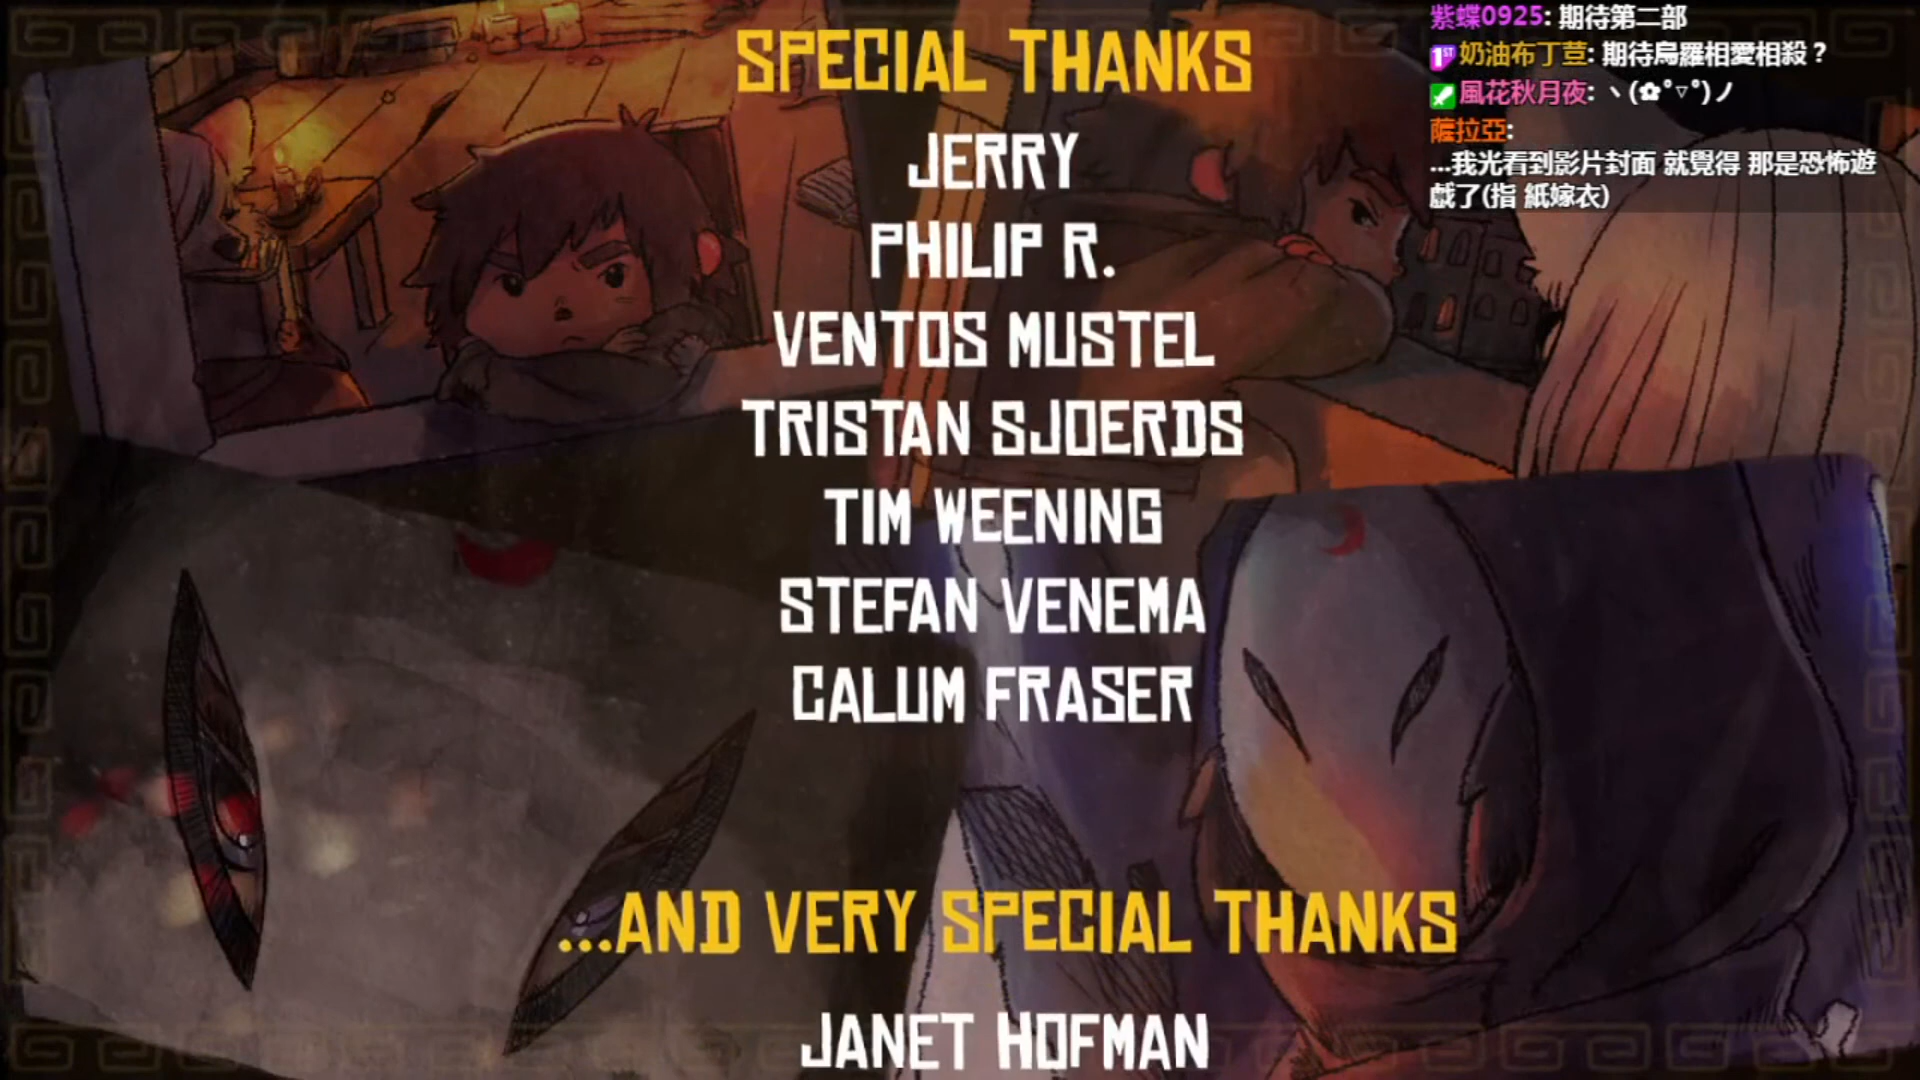 SPECIAL THANKS
JERRY
PHILIP R.
VENTOS MUSTEL
TRISTAN SJOERDS
TIM WEENING
STEFAN VENEMA
CALUM FRASER
...AND VERY SPECIAL THANKS
JANET HOFMAN
紫蝶0925: 期待第二部
1ST 奶油布丁荳: 期待烏羅相愛相殺？
風花秋月夜: ヽ(✿ﾟ▽ﾟ)ノ
薩拉亞:
...我光看到影片封面 就覺得 那是恐怖遊
戲了(指 紙嫁衣)